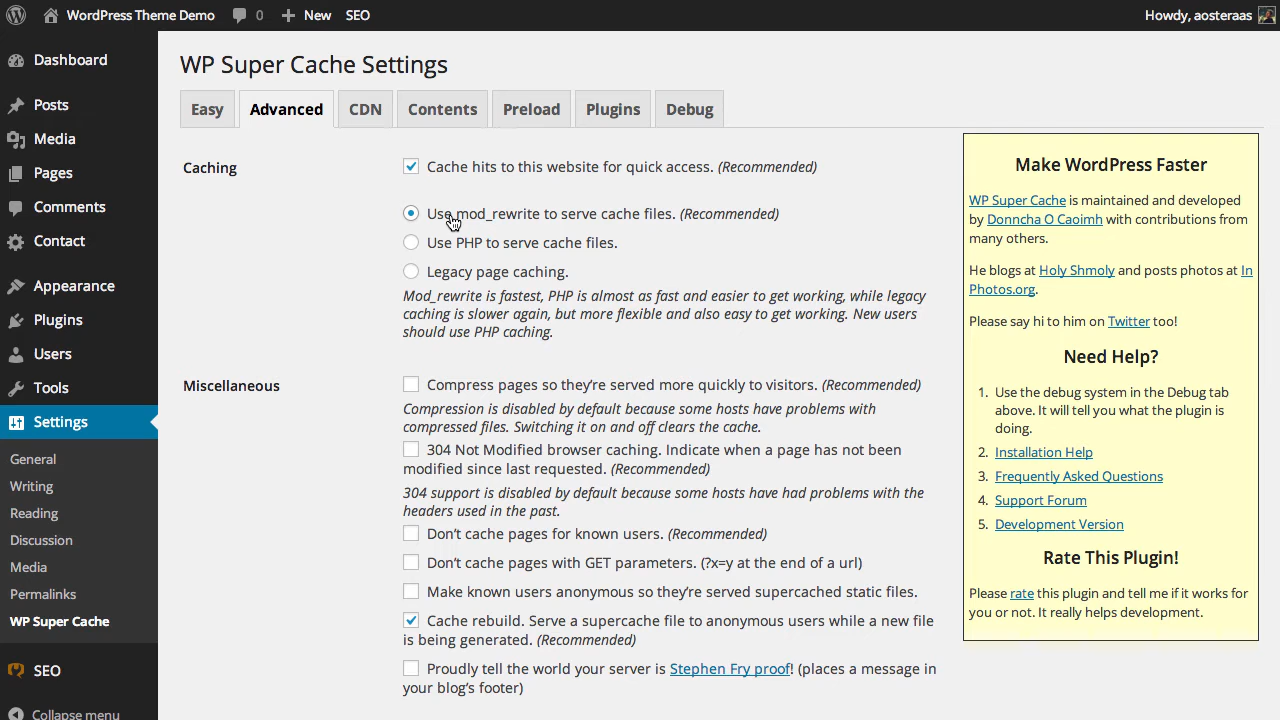 WordPress Theme Demo 0 New SEO Howdy, aosteraas
Dashboard
Posts
Media
Pages
Comments
Contact
Appearance
Plugins
Users
Tools
Settings
General
Writing
Reading
Discussion
Media
Permalinks
WP Super Cache
SEO
Collapse menu
WP Super Cache Settings
Easy Advanced CDN Contents Preload Plugins Debug
Caching
Cache hits to this website for quick access. (Recommended)
Use mod_rewrite to serve cache files. (Recommended)
Use PHP to serve cache files.
Legacy page caching.
Mod_rewrite is fastest, PHP is almost as fast and easier to get working, while legacy
caching is slower again, but more flexible and also easy to get working. New users
should use PHP caching.
Miscellaneous
Compress pages so they're served more quickly to visitors. (Recommended)
Compression is disabled by default because some hosts have problems with
compressed files. Switching it on and off clears the cache.
304 Not Modified browser caching. Indicate when a page has not been
modified since last requested. (Recommended)
304 support is disabled by default because some hosts have had problems with the
headers used in the past.
Don't cache pages for known users. (Recommended)
Don't cache pages with GET parameters. (?x=y at the end of a url)
Make known users anonymous so they're served supercached static files.
Cache rebuild. Serve a supercache file to anonymous users while a new file
is being generated. (Recommended)
Proudly tell the world your server is Stephen Fry proof! (places a message in
your blog's footer)
Make WordPress Faster
WP Super Cache is maintained and developed
by Donncha O Caoimh with contributions from
many others.
He blogs at Holy Shmoly and posts photos at In
Photos.org.
Please say hi to him on Twitter too!
Need Help?
1. Use the debug system in the Debug tab
above. It will tell you what the plugin is
doing.
2. Installation Help
3. Frequently Asked Questions
4. Support Forum
5. Development Version
Rate This Plugin!
Please rate this plugin and tell me if it works for
you or not. It really helps development.